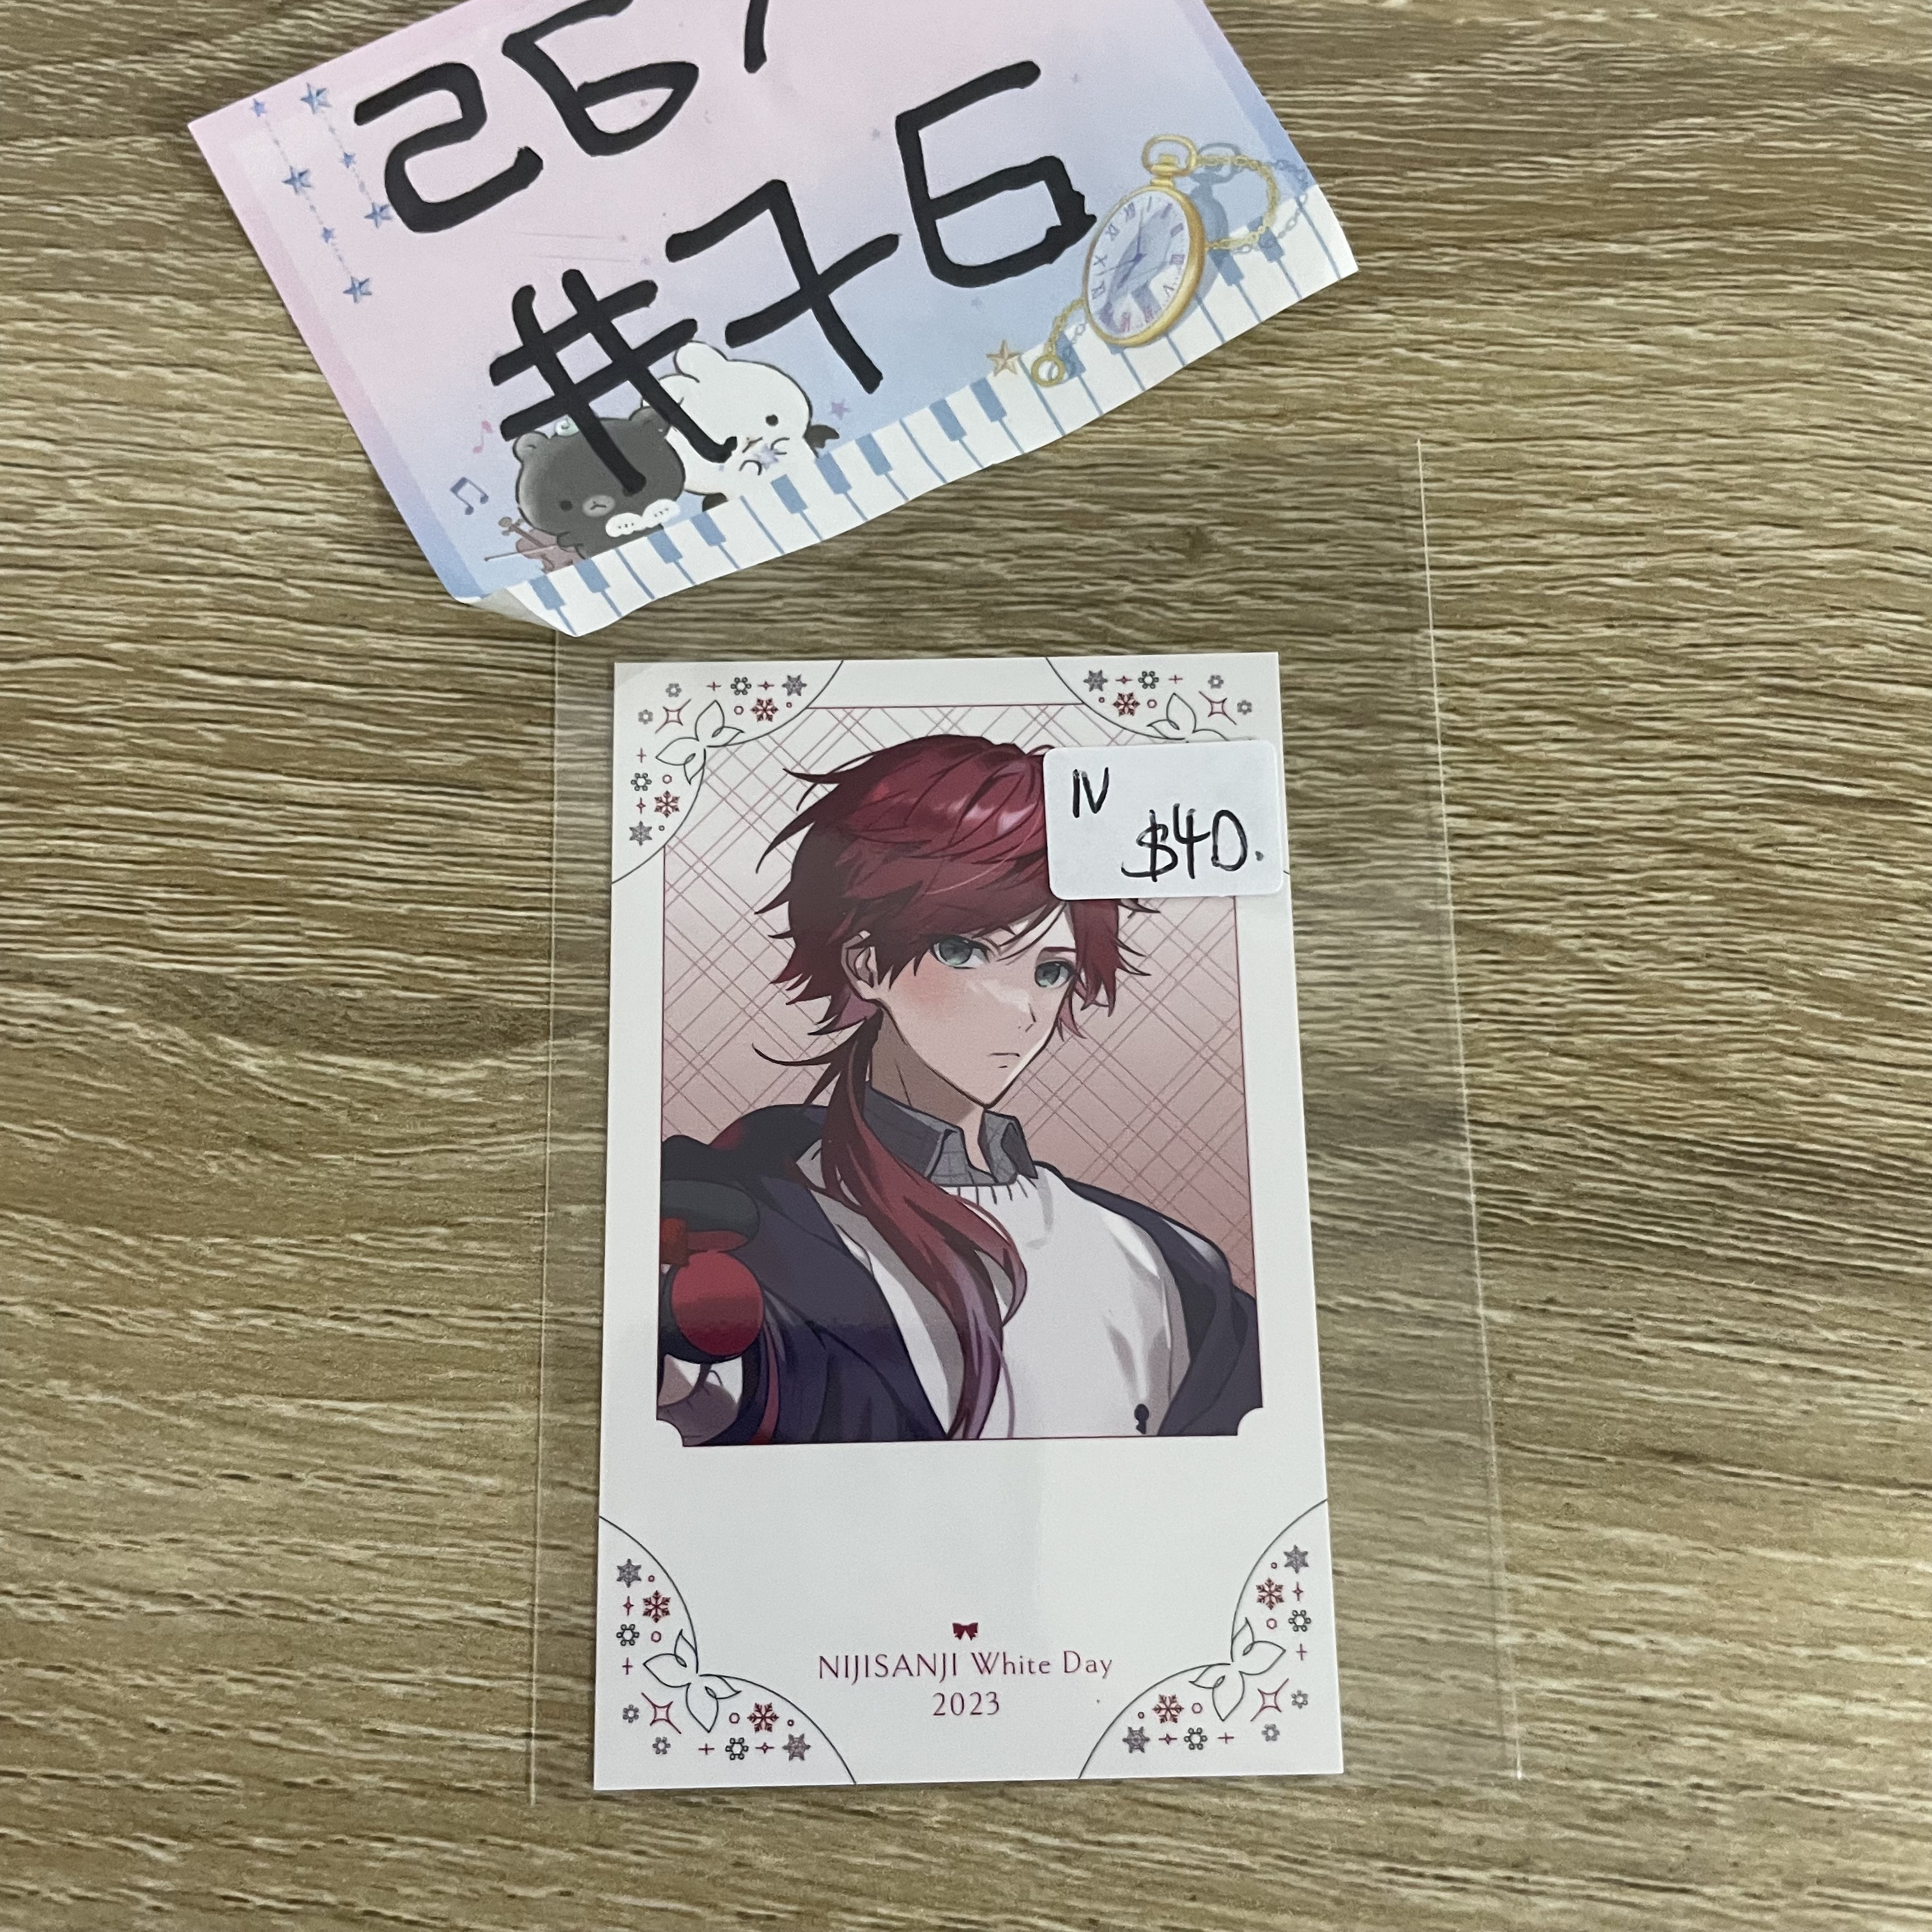 #76
IV
$40.
NIJISANJI White Day
2023